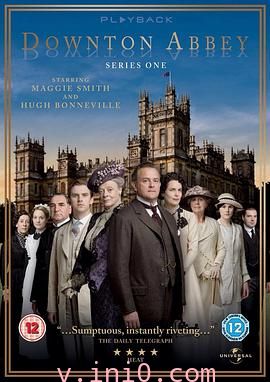 PLAYBACK
DOWNTON ABBEY
SERIES ONE
STARRING
MAGGIE SMITH
AND
HUGH BONNEVILLE
12
12
"...Sumptuous, instantly riveting..."
THE DAILY TELEGRAPH
★★★★
HEAT
UNIVERSAL
v.ini0.com